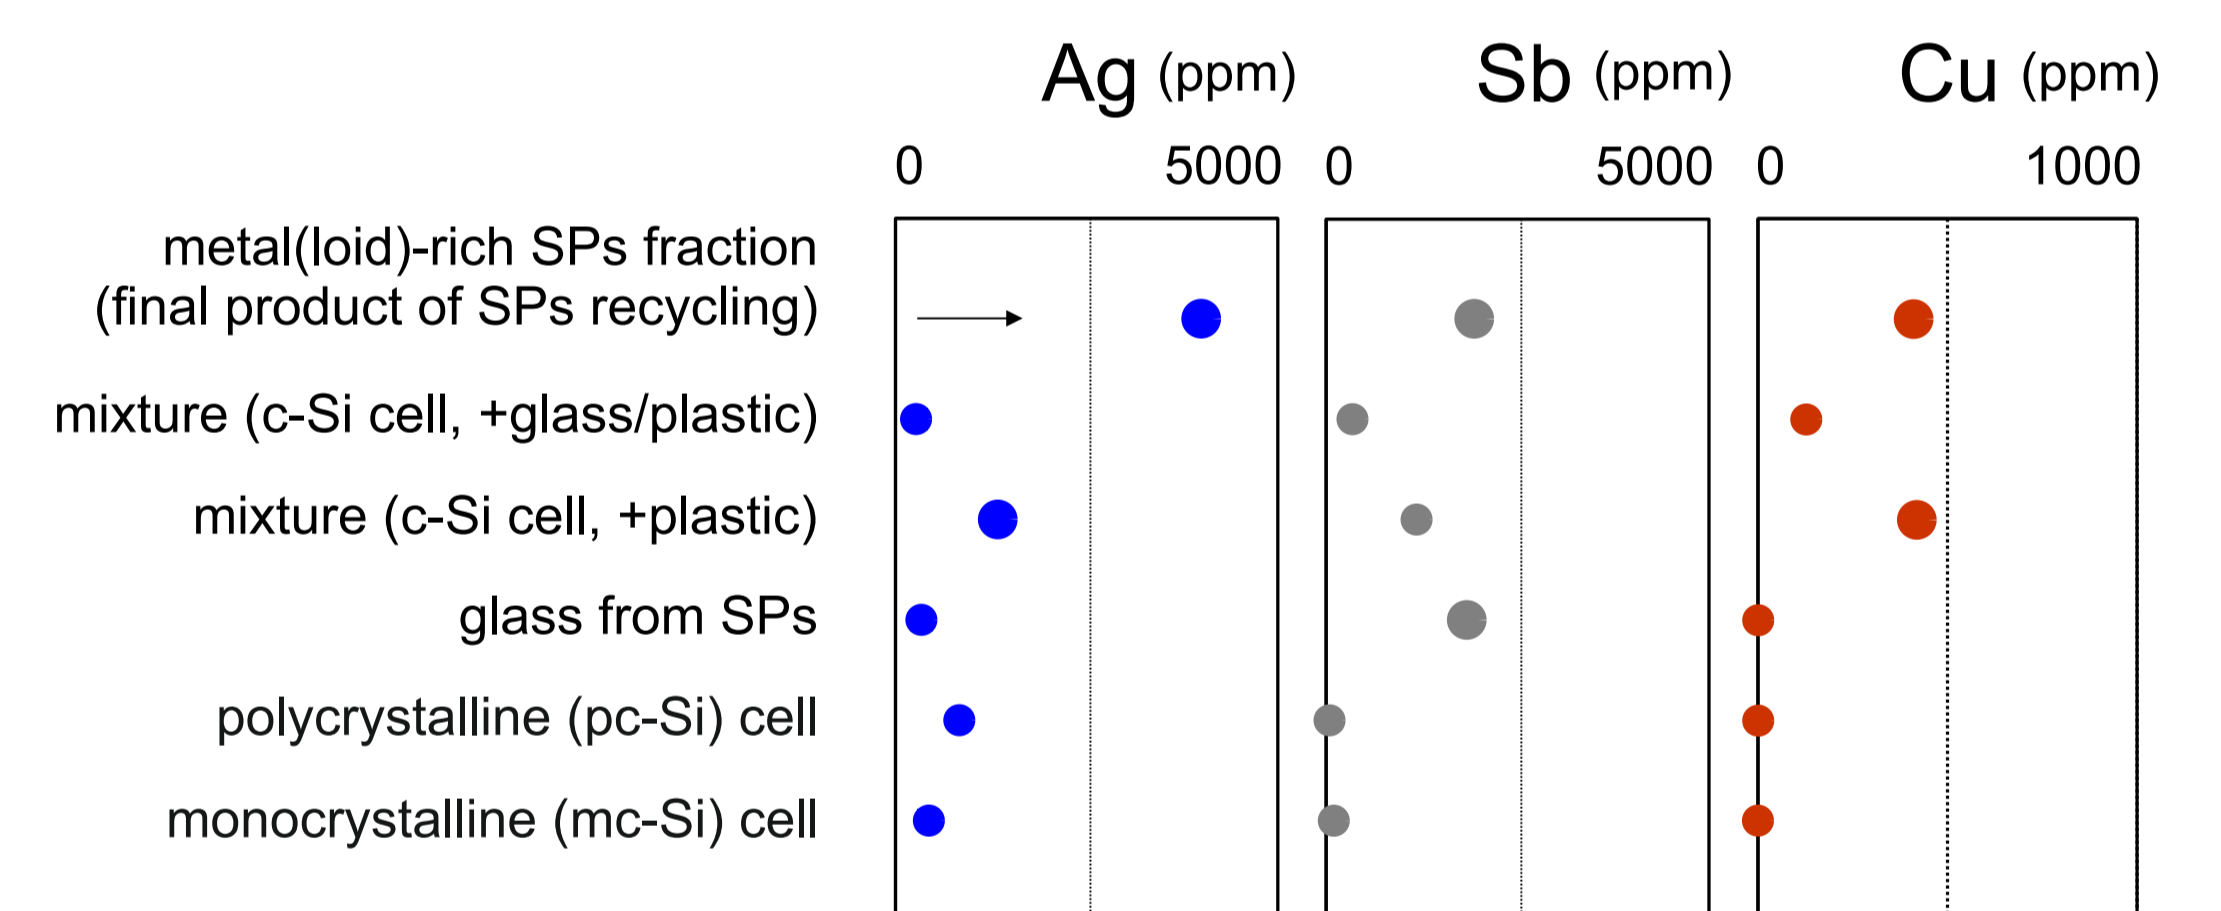 Ag (ppm) Sb (ppm) Cu (ppm)
0 5000 0 5000 0 1000
metal(loid)-rich SPs fraction
(final product of SPs recycling)
mixture (c-Si cell, +glass/plastic)
mixture (c-Si cell, +plastic)
glass from SPs
polycrystalline (pc-Si) cell
monocrystalline (mc-Si) cell